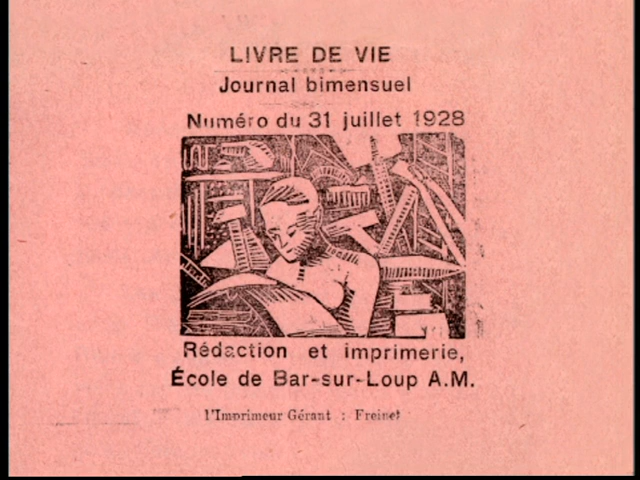 LIVRE DE VIE
Journal bimensuel
Numéro du 31 juillet 1928
Rédaction et imprimerie,
École de Bar-sur-Loup A.M.
l'Imprimeur Gérant : Freinet